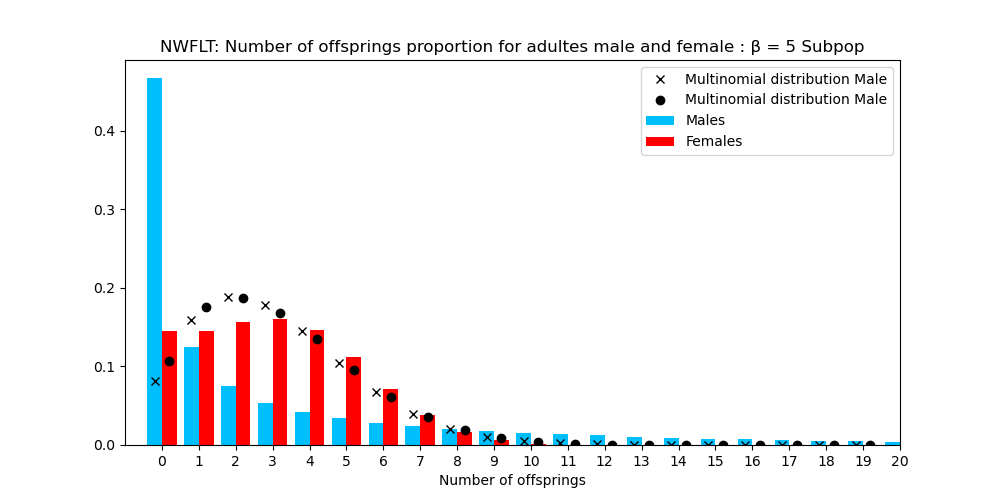 NWFLT: Number of offsprings proportion for adultes male and female : β = 5 Subpop
Multinomial distribution Male
Multinomial distribution Male
Males
Females
0.4
0.3
0.2
0.1
0.0
0 1 2 3 4 5 6 7 8 9 10 11 12 13 14 15 16 17 18 19 20
Number of offsprings